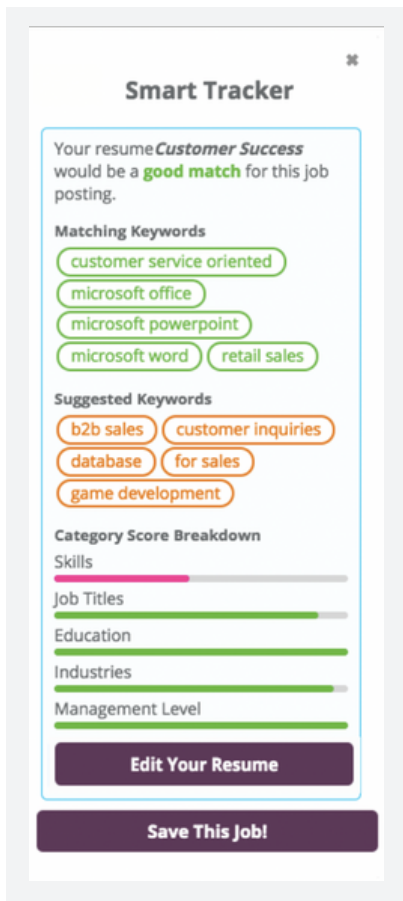 ✖
Smart Tracker
Your resume Customer Success
would be a good match for this job
posting.
Matching Keywords
customer service oriented
microsoft office
microsoft powerpoint
microsoft word retail sales
Suggested Keywords
b2b sales customer inquiries
database for sales
game development
Category Score Breakdown
Skills
Job Titles
Education
Industries
Management Level
Edit Your Resume
Save This Job!